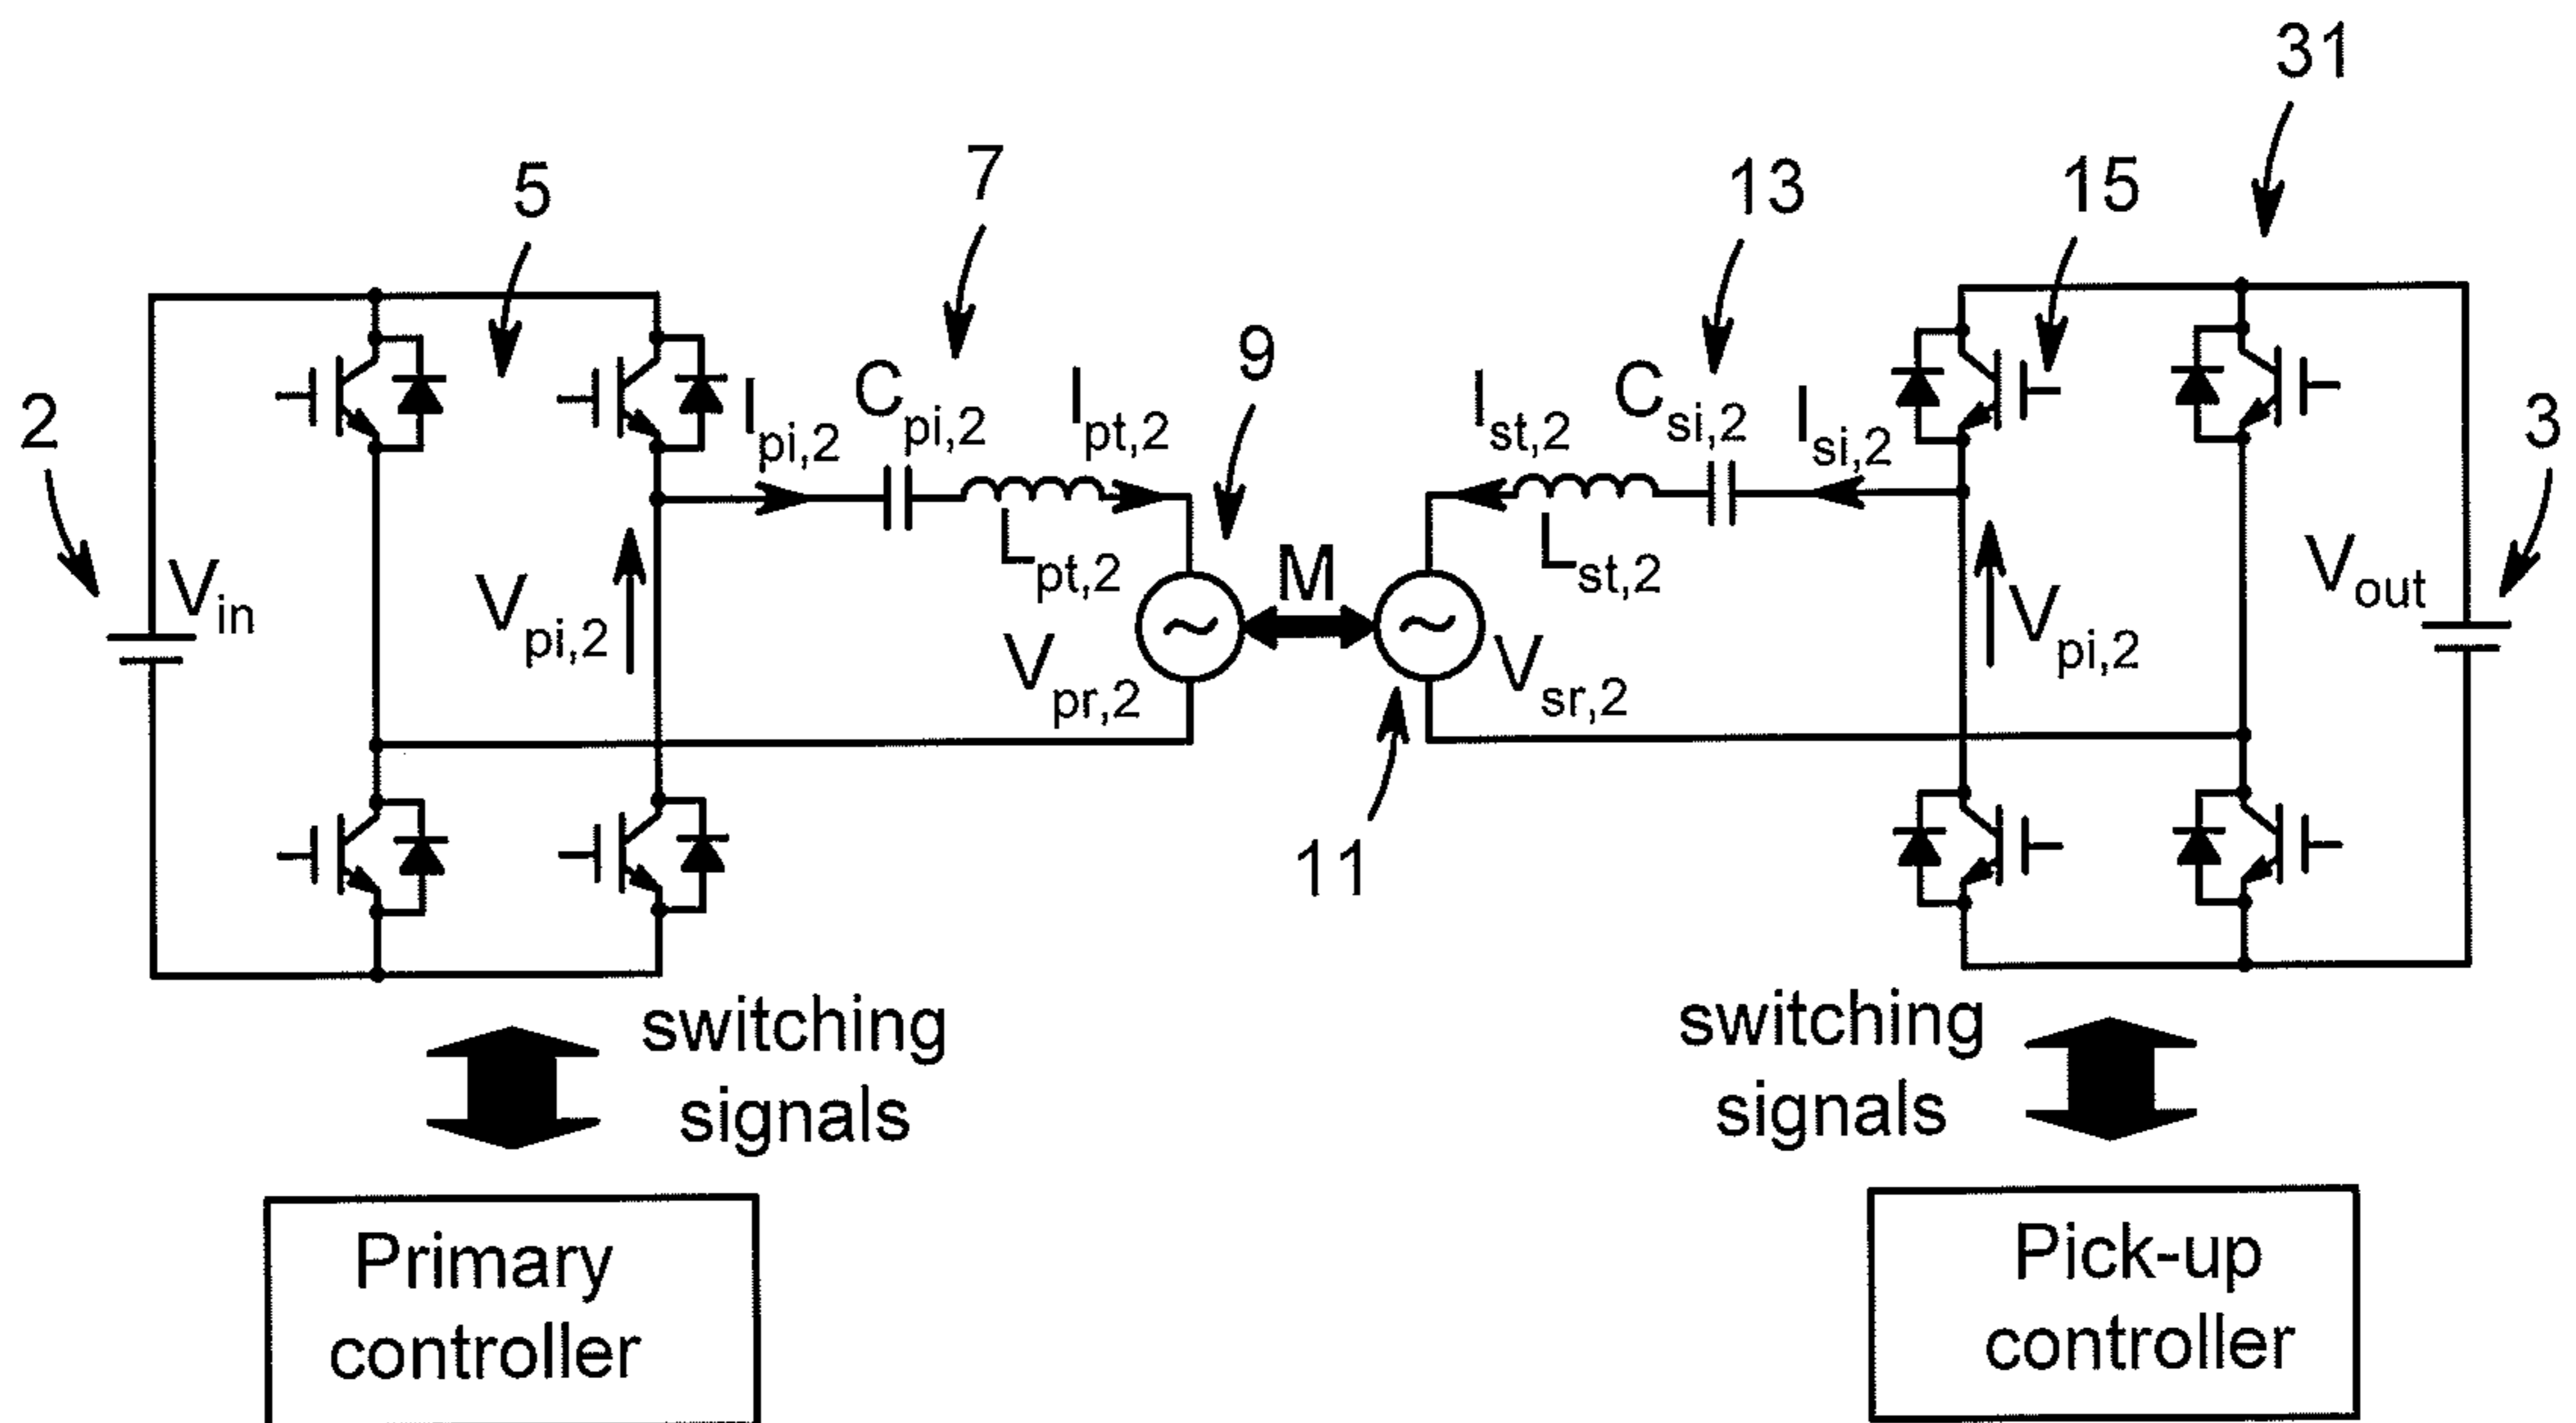 31
7
13
15
5
9
2
3
I_{pi,2}
C_{pi,2}
I_{pt,2}
I_{st,2}
C_{si,2}
I_{si,2}
V_{in}
V_{pi,2}
L_{pt,2}
M
L_{st,2}
V_{pi,2}
V_{out}
V_{pr,2}
V_{sr,2}
11
switching
signals
switching
signals
Primary
controller
Pick-up
controller